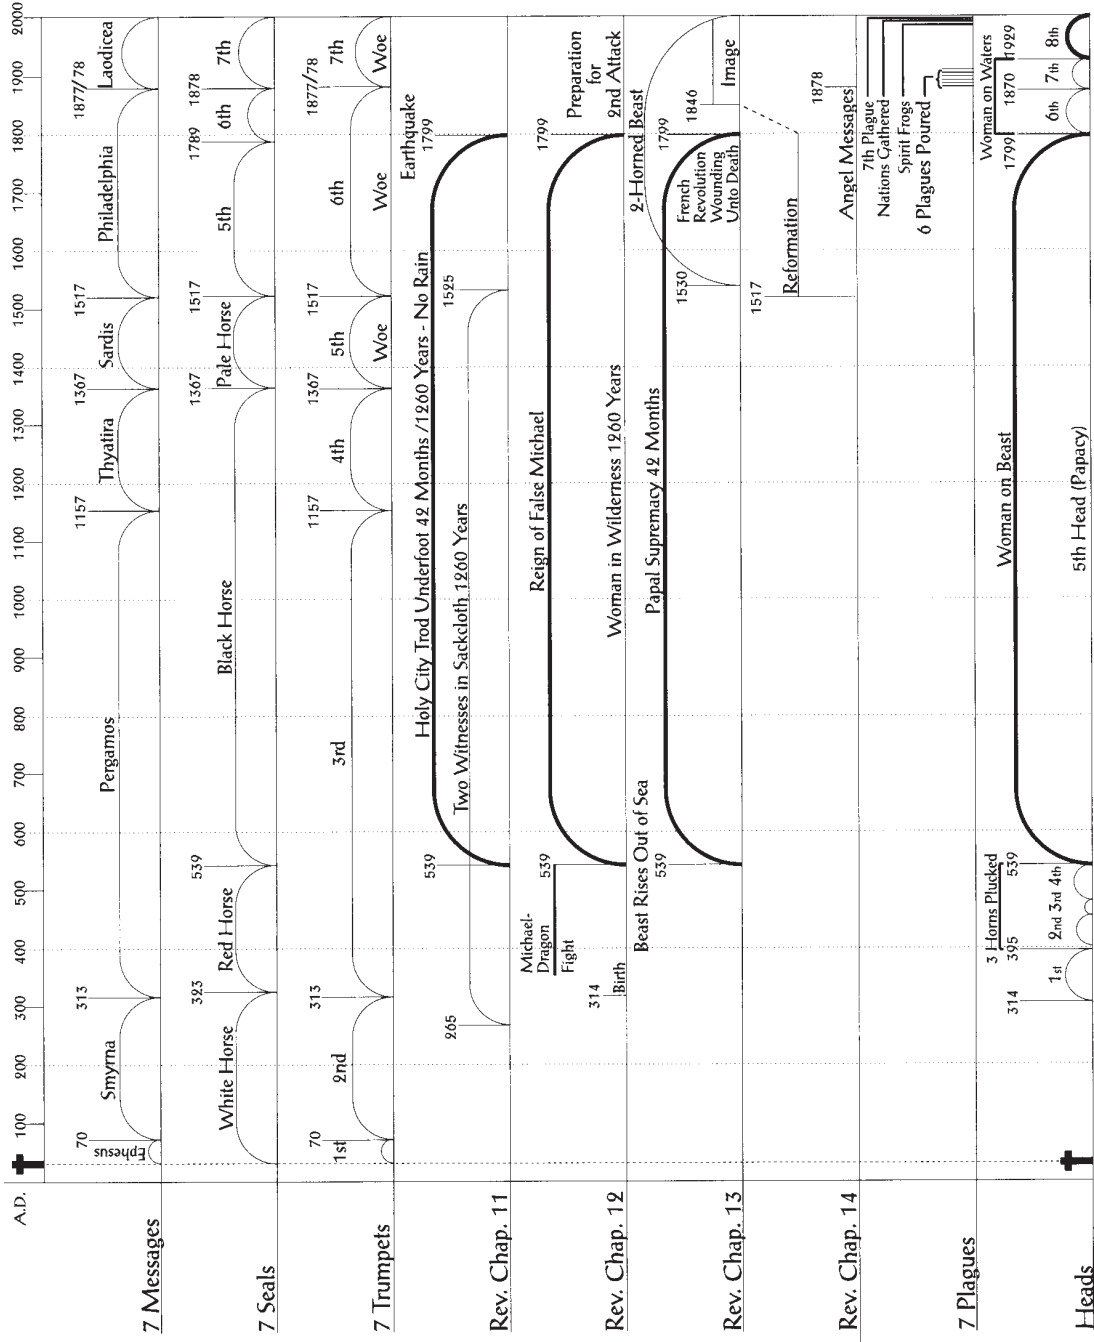 A.D. 100 200 300 400 500 600 700 800 900 1000 1100 1200 1300 1400 1500 1600 1700 1800 1900 2000
7 Messages
70 313 1157 1367 1517 1877/78
Ephesus Smyrna Pergamos Thyatira Sardis Philadelphia Laodicea
7 Seals
323 539 1367 1517 1789 1878
White Horse Red Horse Black Horse Pale Horse 5th 6th 7th
7 Trumpets
70 313 1157 1367 1517 1877/78
1st 2nd 3rd 4th 5th 6th 7th
Woe Woe Woe
Rev. Chap. 11
Earthquake
Holy City Trod Underfoot 42 Months /1260 Years - No Rain
539 1799
265 1525
Two Witnesses in Sackcloth 1260 Years
Rev. Chap. 12
Reign of False Michael
539 1799
Michael-
Dragon
Fight
Preparation
for
2nd Attack
314
Birth
Woman in Wilderness 1260 Years
Rev. Chap. 13
Beast Rises Out of Sea
2-Horned Beast
Papal Supremacy 42 Months
539 1799
French
Revolution
Wounding
Unto Death
1530 1846
Image
Rev. Chap. 14
1517
Reformation
1878
Angel Messages
7 Plagues
7th Plague
Nations Gathered
Spirit Frogs
6 Plagues Poured
Heads
Woman on Waters
3 Horns Plucked
Woman on Beast
314 395 539 1799 1870 1929
1st 2nd 3rd 4th 6th 7th 8th
5th Head (Papacy)